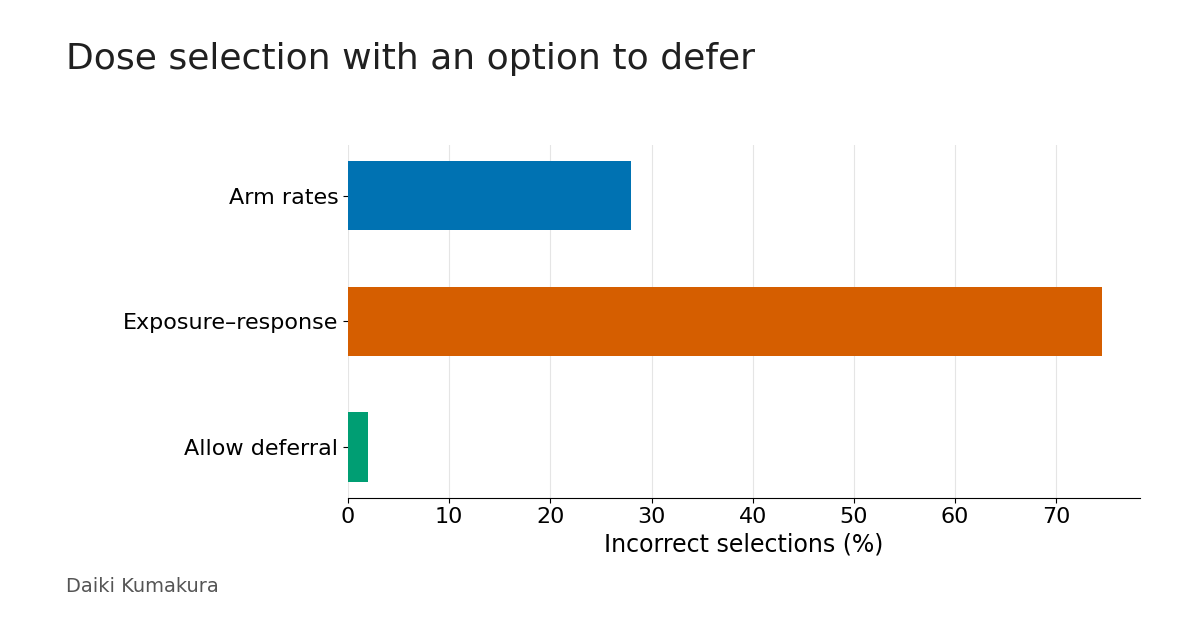 Dose selection with an option to defer
Arm rates
Exposure–response
Allow deferral
0 10 20 30 40 50 60 70
Incorrect selections (%)
Daiki Kumakura